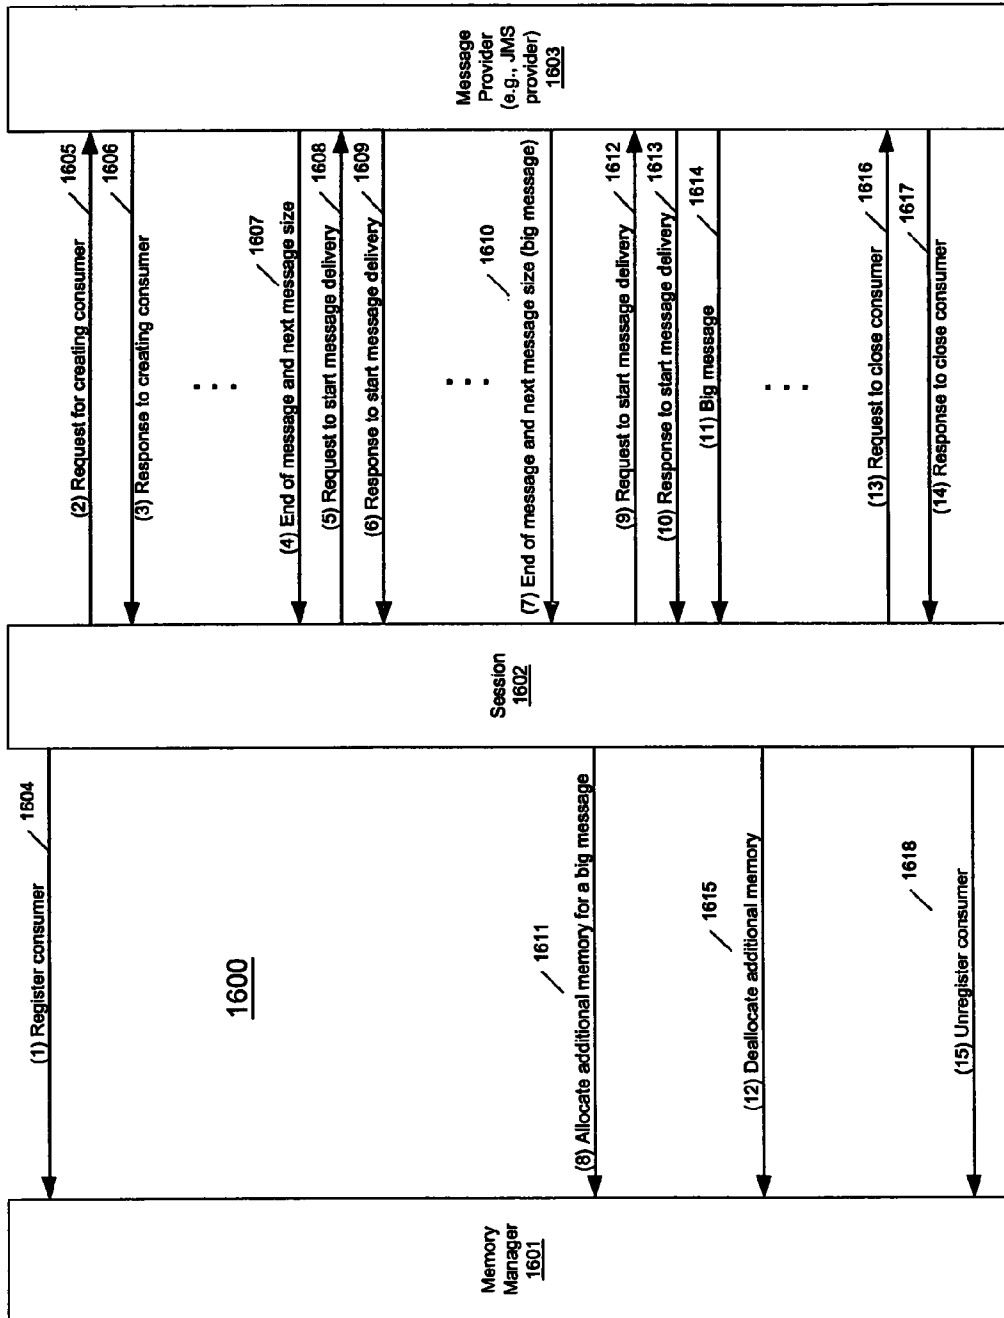 Memory
Manager
1601
Session
1602
Message
Provider
(e.g., JMS
provider)
1603
1600
(1) Register consumer
1604
(2) Request for creating consumer
1605
(3) Response to creating consumer
1606
. . .
(4) End of message and next message size
1607
(5) Request to start message delivery
1608
(6) Response to start message delivery
1609
. . .
(7) End of message and next message size (big message)
1610
(8) Allocate additional memory for a big message
1611
(9) Request to start message delivery
1612
(10) Response to start message delivery
1613
(11) Big message
1614
(12) Deallocate additional memory
1615
. . .
(13) Request to close consumer
1616
(14) Response to close consumer
1617
(15) Unregister consumer
1618